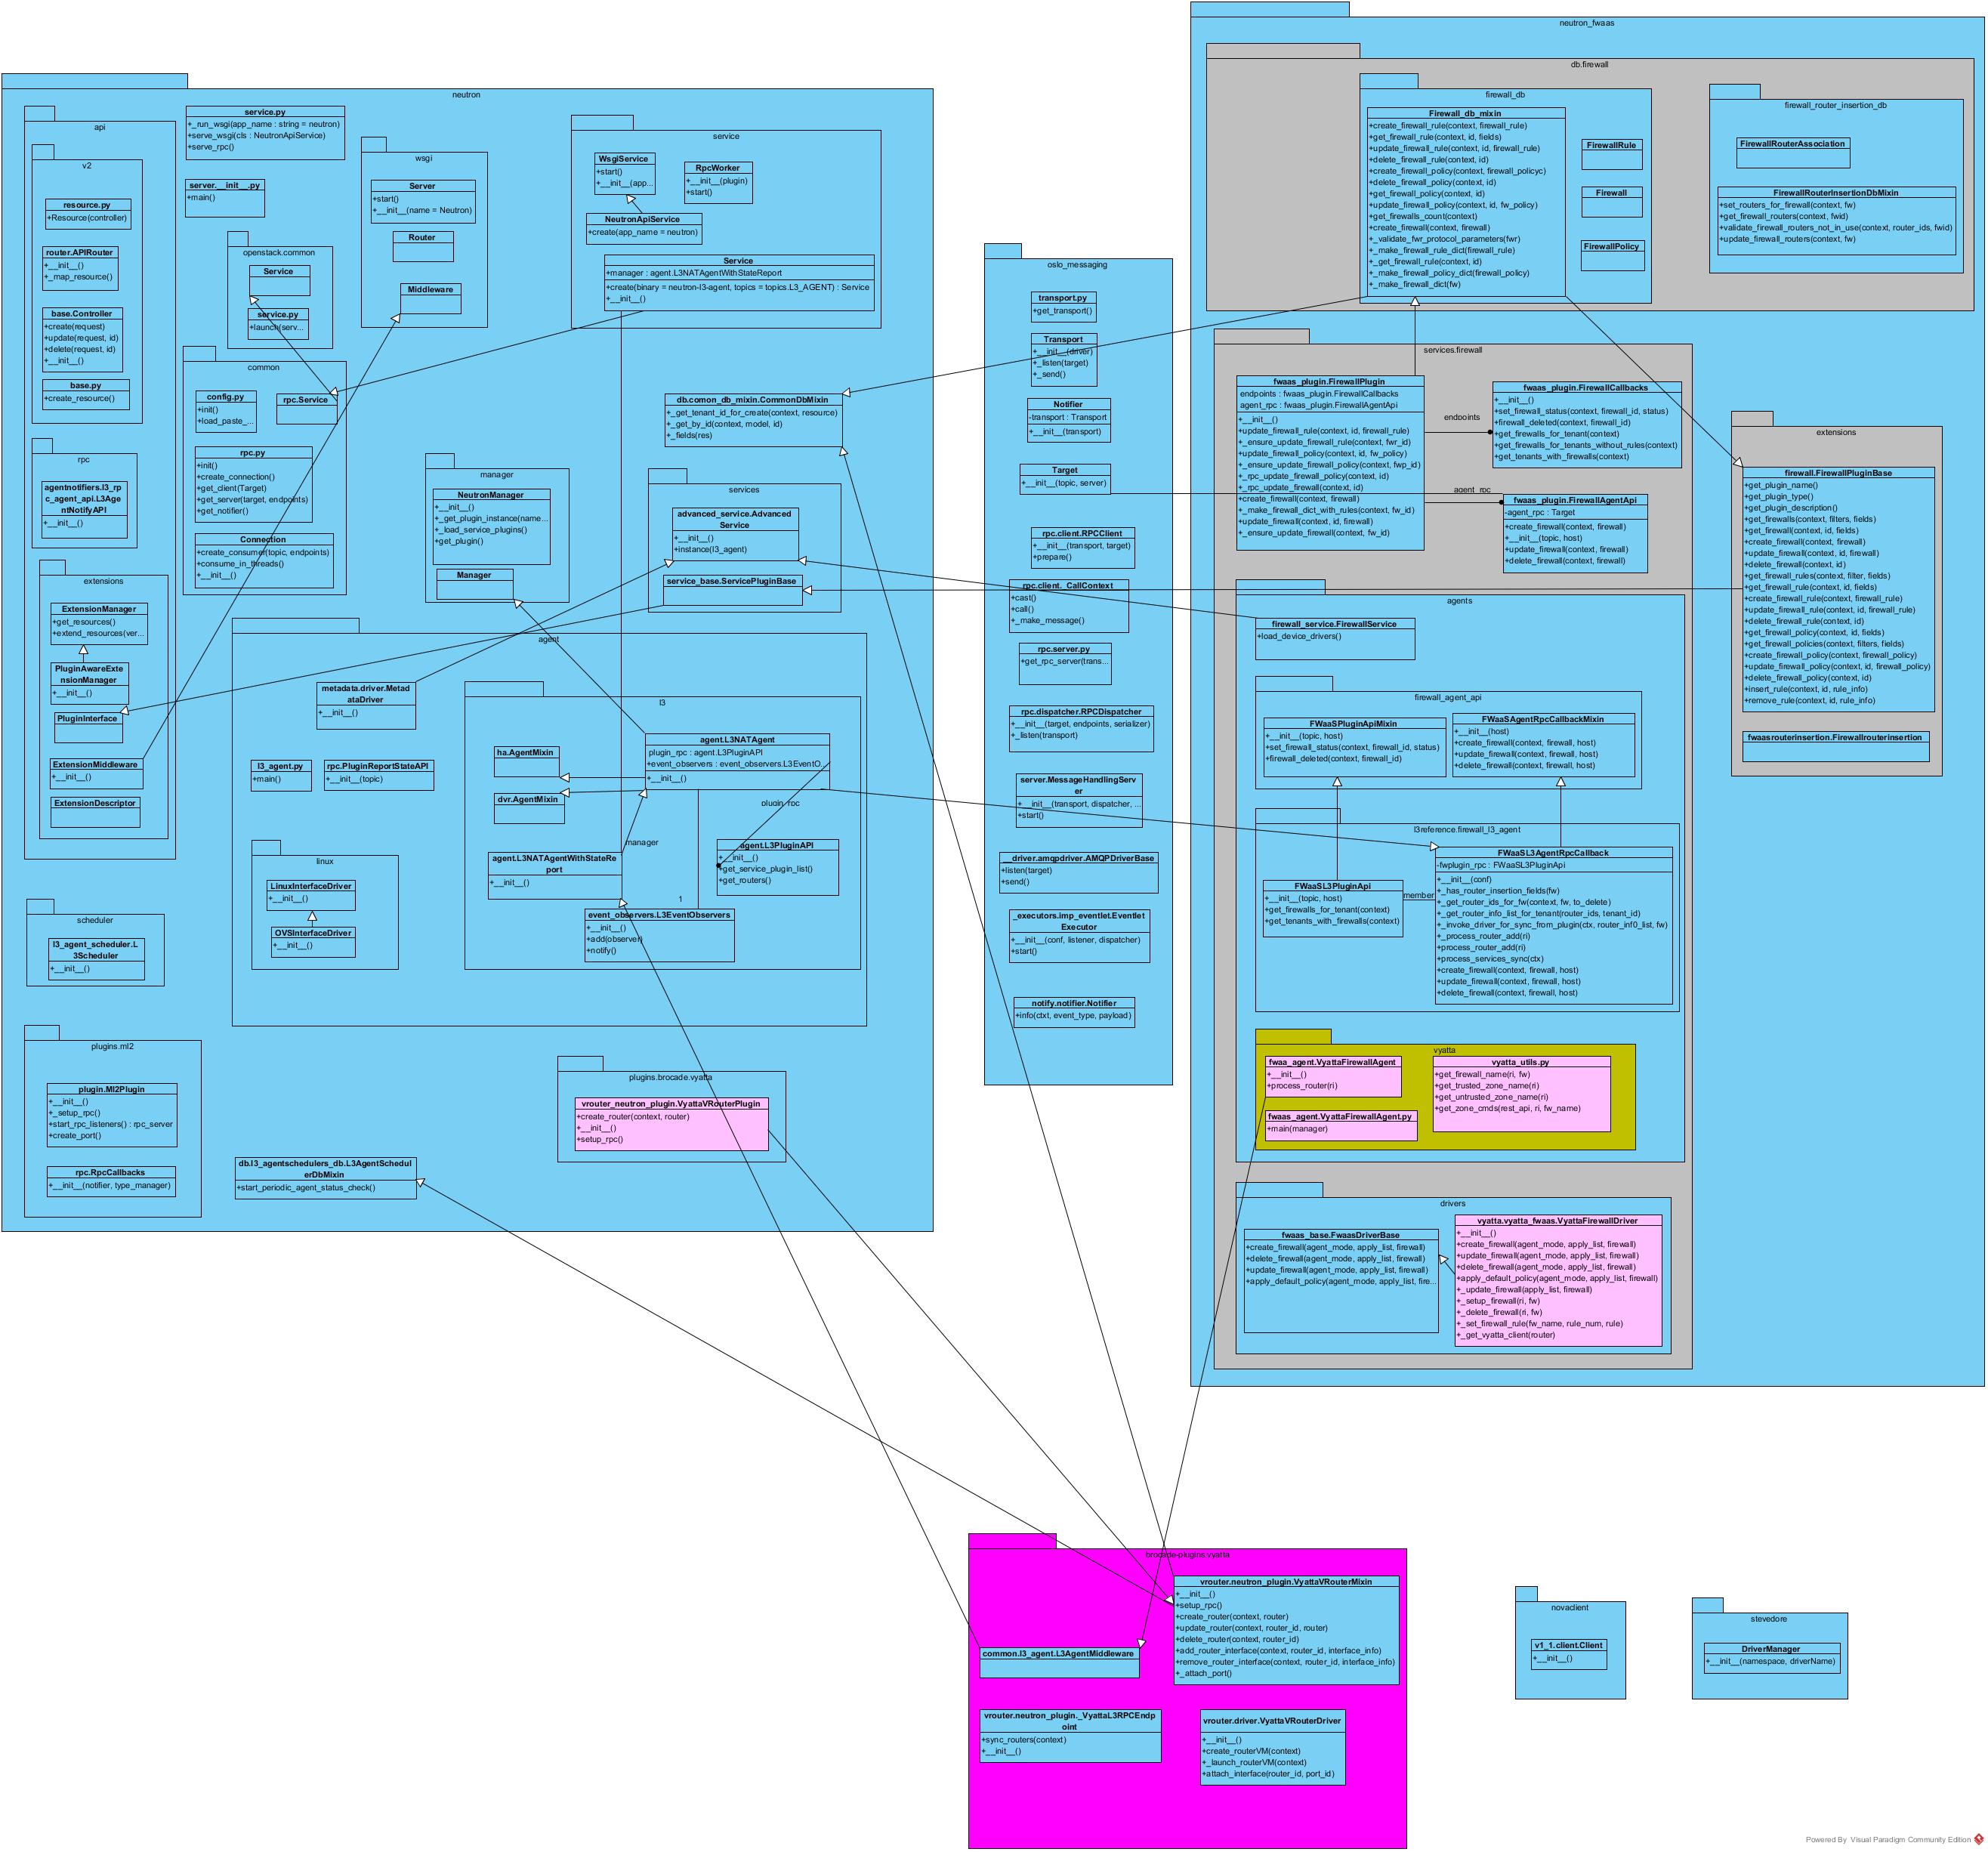 neutron
api
v2
resource.py
+Resource(controller)
router.APIRouter
+__init__()
+_map_resource()
base.Controller
+create(request)
+update(request, id)
+delete(request, id)
+__init__()
base.py
+create_resource()
rpc
agentnotifiers.l3_rp
c_agent_api.L3Age
ntNotifyAPI
+__init__()
extensions
ExtensionManager
+get_resources()
+extend_resources(ver...
PluginAwareExte
nsionManager
+__init__()
PluginInterface
ExtensionMiddleware
+__init__()
ExtensionDescriptor
scheduler
l3_agent_scheduler.L
3Scheduler
+__init__()
plugins.ml2
plugin.Ml2Plugin
+__init__()
+_setup_rpc()
+start_rpc_listeners() : rpc_server
+create_port()
rpc.RpcCallbacks
+__init__(notifier, type_manager)
service.py
+_run_wsgi(app_name : string = neutron)
+serve_wsgi(cls : NeutronApiService)
+serve_rpc()
server.__init__.py
+main()
openstack.common
Service
service.py
+launch(serv...
common
config.py
+init()
+load_paste_...
rpc.Service
rpc.py
+init()
+create_connection()
+get_client(Target)
+get_server(target, endpoints)
+get_notifier()
Connection
+create_consumer(topic, endpoints)
+consume_in_threads()
+__init__()
wsgi
Server
+start()
+__init__(name = Neutron)
Router
Middleware
service
WsgiService
+start()
+__init__(app...
RpcWorker
+__init__(plugin)
+start()
NeutronApiService
+create(app_name = neutron)
Service
+manager : agent.L3NATAgentWithStateReport
+create(binary = neutron-l3-agent, topics = topics.L3_AGENT) : Service
+__init__()
db.comon_db_mixin.CommonDbMixin
+_get_tenant_id_for_create(context, resource)
+_get_by_id(context, model, id)
+_fields(res)
manager
NeutronManager
+__init__()
+_get_plugin_instance(name...
+_load_service_plugins()
+get_plugin()
Manager
services
advanced_service.Advanced
Service
+__init__()
+instance(l3_agent)
service_base.ServicePluginBase
agent
metadata.driver.Metad
ataDriver
+__init__()
l3_agent.py
+main()
rpc.PluginReportStateAPI
+__init__(topic)
linux
LinuxInterfaceDriver
+__init__()
OVSInterfaceDriver
+__init__()
l3
ha.AgentMixin
dvr.AgentMixin
agent.L3NATAgent
plugin_rpc : agent.L3PluginAPI
+event_observers : event_observers.L3EventO...
+__init__()
plugin_rpc
manager
agent.L3NATAgentWithStateRe
port
+__init__()
agent.L3PluginAPI
+__init__()
+get_service_plugin_list()
+get_routers()
1
event_observers.L3EventObservers
+__init__()
+add(observer)
+notify()
plugins.brocade.vyatta
vrouter_neutron_plugin.VyattaVRouterPlugin
+create_router(context, router)
+__init__()
+setup_rpc()
db.l3_agentschedulers_db.L3AgentSchedul
erDbMixin
+start_periodic_agent_status_check()
oslo_messaging
transport.py
+get_transport()
Transport
+__init__(driver)
+_listen(target)
+_send()
Notifier
-transport : Transport
+__init__(transport)
Target
+__init__(topic, server)
rpc.client.RPCClient
+__init__(transport, target)
+prepare()
rpc.client._CallContext
+cast()
+call()
+_make_message()
rpc.server.py
+get_rpc_server(trans...
rpc.dispatcher.RPCDispatcher
+__init__(target, endpoints, serializer)
+_listen(transport)
server.MessageHandlingServ
er
+__init__(transport, dispatcher, ...
+start()
__driver.amqpdriver.AMQPDriverBase
+listen(target)
+send()
_executors.imp_eventlet.Eventlet
Executor
+__init__(conf, listener, dispatcher)
+start()
notify.notifier.Notifier
+info(ctxt, event_type, payload)
neutron_fwaas
db.firewall
firewall_db
Firewall_db_mixin
+create_firewall_rule(context, firewall_rule)
+get_firewall_rule(context, id, fields)
+update_firewall_rule(context, id, firewall_rule)
+delete_firewall_rule(context, id)
+create_firewall_policy(context, firewall_policyc)
+delete_firewall_policy(context, id)
+get_firewall_policy(context, id)
+update_firewall_policy(context, id, fw_policy)
+get_firewalls_count(context)
+create_firewall(context, firewall)
+_validate_fwr_protocol_parameters(fwr)
+_make_firewall_rule_dict(firewall_rule)
+_get_firewall_rule(context, id)
+_make_firewall_policy_dict(firewall_policy)
+_make_firewall_dict(fw)
FirewallRule
Firewall
FirewallPolicy
firewall_router_insertion_db
FirewallRouterAssociation
FirewallRouterInsertionDbMixin
+set_routers_for_firewall(context, fw)
+get_firewall_routers(context, fwid)
+validate_firewall_routers_not_in_use(context, router_ids, fwid)
+update_firewall_routers(context, fw)
services.firewall
fwaas_plugin.FirewallPlugin
endpoints : fwaas_plugin.FirewallCallbacks
agent_rpc : fwaas_plugin.FirewallAgentApi
+__init__()
+update_firewall_rule(context, id, firewall_rule)
+_ensure_update_firewall_rule(context, fwr_id)
+update_firewall_policy(context, id, fw_policy)
+_ensure_update_firewall_policy(context, fwp_id)
+_rpc_update_firewall_policy(context, id)
+_rpc_update_firewall(context, id)
+create_firewall(context, firewall)
+_make_firewall_dict_with_rules(context, fw_id)
+update_firewall(context, id, firewall)
+_ensure_update_firewall(context, fw_id)
endpoints
agent_rpc
fwaas_plugin.FirewallCallbacks
+__init__()
+set_firewall_status(context, firewall_id, status)
+firewall_deleted(context, firewall_id)
+get_firewalls_for_tenant(context)
+get_firewalls_for_tenants_without_rules(context)
+get_tenants_with_firewalls(context)
fwaas_plugin.FirewallAgentApi
-agent_rpc : Target
+create_firewall(context, firewall)
+__init__(topic, host)
+update_firewall(context, firewall)
+delete_firewall(context, firewall)
extensions
firewall.FirewallPluginBase
+get_plugin_name()
+get_plugin_type()
+get_plugin_description()
+get_firewalls(context, filters, fields)
+get_firewall(context, id, fields)
+create_firewall(context, firewall)
+update_firewall(context, id, firewall)
+delete_firewall(context, id)
+get_firewall_rules(context, filter, fields)
+get_firewall_rule(context, id, fields)
+create_firewall_rule(context, firewall_rule)
+update_firewall_rule(context, id, firewall_rule)
+delete_firewall_rule(context, id)
+get_firewall_policy(context, id, fields)
+get_firewall_policies(context, filters, fields)
+create_firewall_policy(context, firewall_policy)
+update_firewall_policy(context, id, firewall_policy)
+delete_firewall_policy(context, id)
+insert_rule(context, id, rule_info)
+remove_rule(context, id, rule_info)
fwaasrouterinsertion.Firewallrouterinsertion
agents
firewall_service.FirewallService
+load_device_drivers()
firewall_agent_api
FWaaSPluginApiMixin
+__init__(topic, host)
+set_firewall_status(context, firewall_id, status)
+firewall_deleted(context, firewall_id)
FWaaSAgentRpcCallbackMixin
+__init__(host)
+create_firewall(context, firewall, host)
+update_firewall(context, firewall, host)
+delete_firewall(context, firewall, host)
l3reference.firewall_l3_agent
FWaaSL3PluginApi
+__init__(topic, host)
+get_firewalls_for_tenant(context)
+get_tenants_with_firewalls(context)
member
FWaaSL3AgentRpcCallback
-fwplugin_rpc : FWaaSL3PluginApi
+__init__(conf)
+_has_router_insertion_fields(fw)
+_get_router_ids_for_fw(context, fw, to_delete)
+_get_router_info_list_for_tenant(router_ids, tenant_id)
+_invoke_driver_for_sync_from_plugin(ctx, router_inf0_list, fw)
+_process_router_add(ri)
+process_router_add(ri)
+process_services_sync(ctx)
+create_firewall(context, firewall, host)
+update_firewall(context, firewall, host)
+delete_firewall(context, firewall, host)
vyatta
fwaa_agent.VyattaFirewallAgent
+__init__()
+process_router(ri)
fwaas_agent.VyattaFirewallAgent.py
+main(manager)
vyatta_utils.py
+get_firewall_name(ri, fw)
+get_trusted_zone_name(ri)
+get_untrusted_zone_name(ri)
+get_zone_cmds(rest_api, ri, fw_name)
drivers
fwaas_base.FwaasDriverBase
+create_firewall(agent_mode, apply_list, firewall)
+delete_firewall(agent_mode, apply_list, firewall)
+update_firewall(agent_mode, apply_list, firewall)
+apply_default_policy(agent_mode, apply_list, fire...
vyatta.vyatta_fwaas.VyattaFirewallDriver
+__init__()
+create_firewall(agent_mode, apply_list, firewall)
+update_firewall(agent_mode, apply_list, firewall)
+delete_firewall(agent_mode, apply_list, firewall)
+apply_default_policy(agent_mode, apply_list, firewall)
+_update_firewall(apply_list, firewall)
+_setup_firewall(ri, fw)
+_delete_firewall(ri, fw)
+_set_firewall_rule(fw_name, rule_num, rule)
+_get_vyatta_client(router)
brocade-plugins.vyatta
vrouter.neutron_plugin.VyattaVRouterMixin
+__init__()
+setup_rpc()
+create_router(context, router)
+update_router(context, router_id, router)
+delete_router(context, router_id)
+add_router_interface(context, router_id, interface_info)
+remove_router_interface(context, router_id, interface_info)
+_attach_port()
common.l3_agent.L3AgentMiddleware
vrouter.neutron_plugin._VyattaL3RPCEndp
oint
+sync_routers(context)
+__init__()
vrouter.driver.VyattaVRouterDriver
+__init__()
+create_routerVM(context)
+_launch_routerVM(context)
+attach_interface(router_id, port_id)
novaclient
v1_1.client.Client
+__init__()
stevedore
DriverManager
+__init__(namespace, driverName)
Powered By Visual Paradigm Community Edition